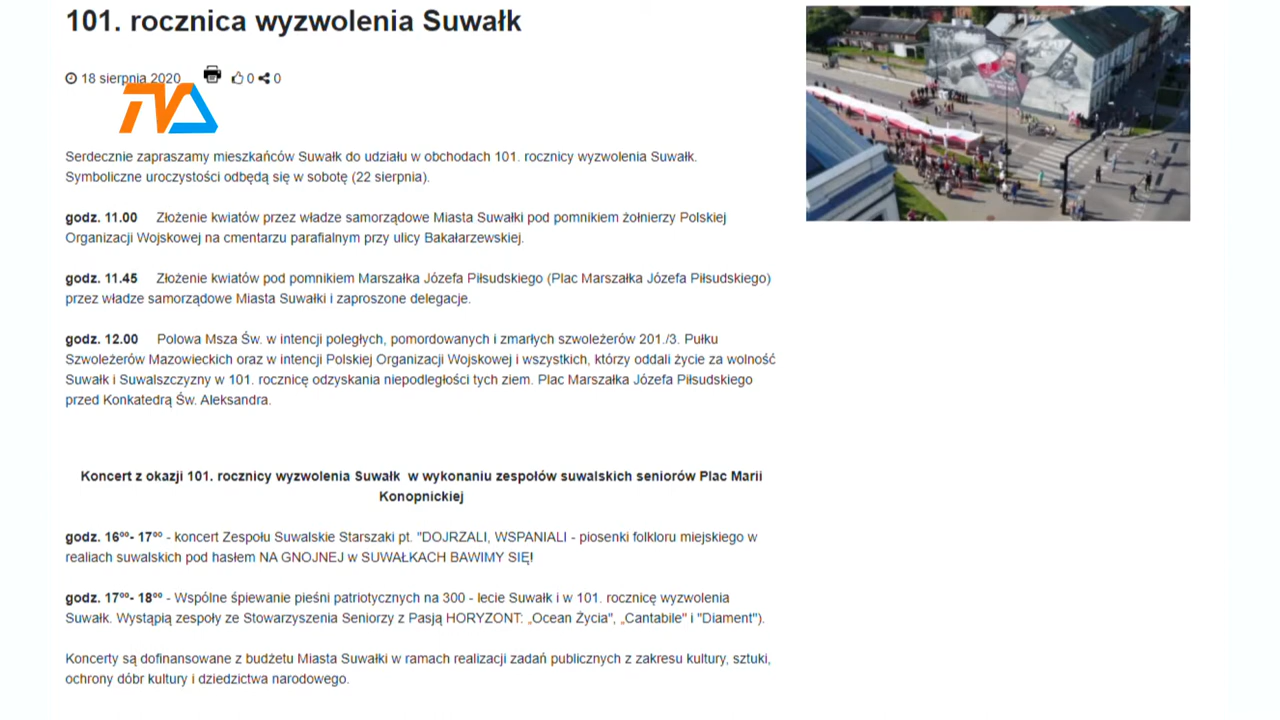 101. rocznica wyzwolenia Suwałk
18 sierpnia 2020 0 0
TVA
Serdecznie zapraszamy mieszkańców Suwałk do udziału w obchodach 101. rocznicy wyzwolenia Suwałk.
Symboliczne uroczystości odbędą się w sobotę (22 sierpnia).
godz. 11.00 Złożenie kwiatów przez władze samorządowe Miasta Suwałki pod pomnikiem żołnierzy Polskiej
Organizacji Wojskowej na cmentarzu parafialnym przy ulicy Bakałarzewskiej.
godz. 11.45 Złożenie kwiatów pod pomnikiem Marszałka Józefa Piłsudskiego (Plac Marszałka Józefa Piłsudskiego)
przez władze samorządowe Miasta Suwałki i zaproszone delegacje.
godz. 12.00 Polowa Msza Św. w intencji poległych, pomordowanych i zmarłych szwoleżerów 201./3. Pułku
Szwoleżerów Mazowieckich oraz w intencji Polskiej Organizacji Wojskowej i wszystkich, którzy oddali życie za wolność
Suwałk i Suwalszczyzny w 101. rocznicę odzyskania niepodległości tych ziem. Plac Marszałka Józefa Piłsudskiego
przed Konkatedrą Św. Aleksandra.
Koncert z okazji 101. rocznicy wyzwolenia Suwałk w wykonaniu zespołów suwalskich seniorów Plac Marii
Konopnickiej
godz. 16⁰⁰- 17⁰⁰ - koncert Zespołu Suwalskie Starszaki pt. "DOJRZALI, WSPANIALI - piosenki folkloru miejskiego w
realiach suwalskich pod hasłem NA GNOJNEJ w SUWAŁKACH BAWIMY SIĘ!
godz. 17⁰⁰- 18⁰⁰ - Wspólne śpiewanie pieśni patriotycznych na 300 - lecie Suwałk i w 101. rocznicę wyzwolenia
Suwałk. Wystąpią zespoły ze Stowarzyszenia Seniorzy z Pasją HORYZONT: „Ocean Życia", „Cantabile" i "Diament").
Koncerty są dofinansowane z budżetu Miasta Suwałki w ramach realizacji zadań publicznych z zakresu kultury, sztuki,
ochrony dóbr kultury i dziedzictwa narodowego.